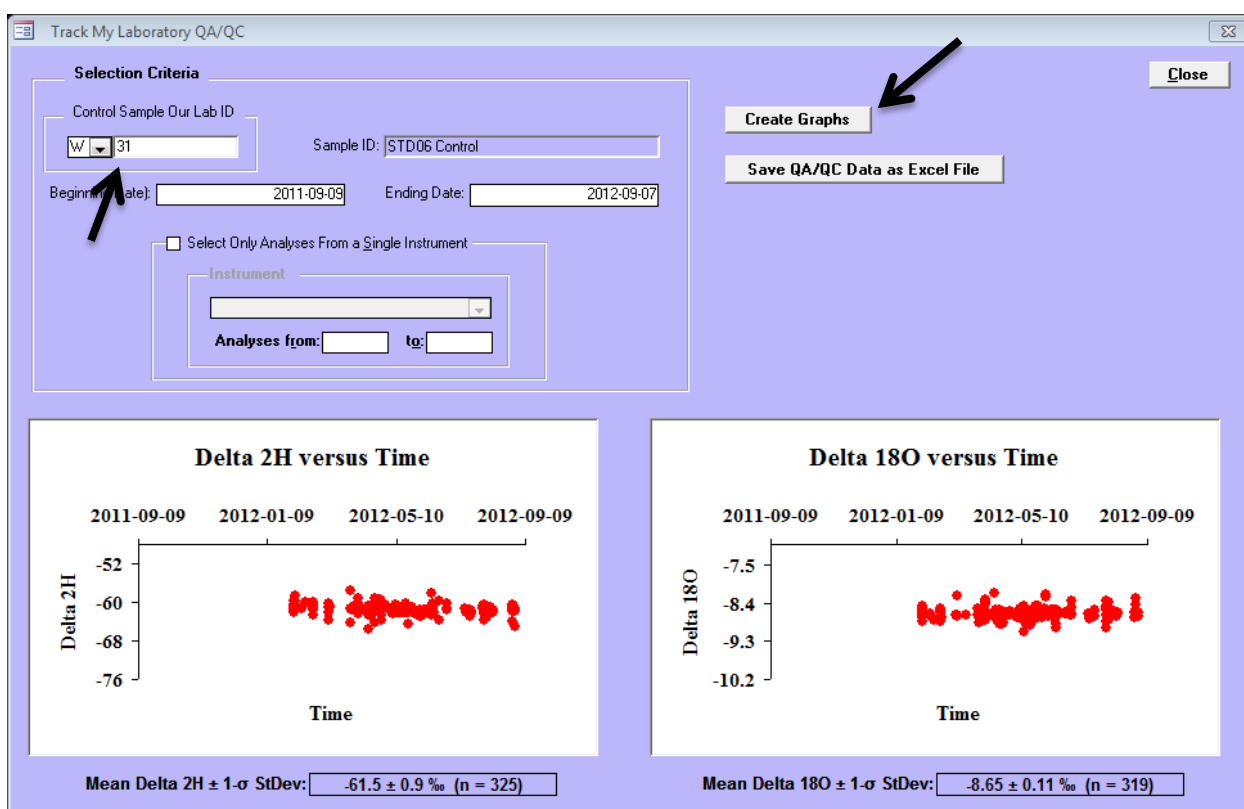 Track My Laboratory QA/QC
Selection Criteria
Close
Control Sample Our Lab ID
Create Graphs
W 31
Sample ID: STD06 Control
Save QA/QC Data as Excel File
Beginning ate): 2011-09-09 Ending Date: 2012-09-07
Select Only Analyses From a Single Instrument
Instrument
Analyses from: to:
Delta 2H versus Time
2011-09-09 2012-01-09 2012-05-10 2012-09-09
-52
-60
-68
-76
Delta 2H
Time
Delta 18O versus Time
2011-09-09 2012-01-09 2012-05-10 2012-09-09
-7.5
-8.4
-9.3
-10.2
Delta 18O
Time
Mean Delta 2H ± 1-σ StDev: -61.5 ± 0.9 ‰ (n = 325)
Mean Delta 18O ± 1-σ StDev: -8.65 ± 0.11 ‰ (n = 319)